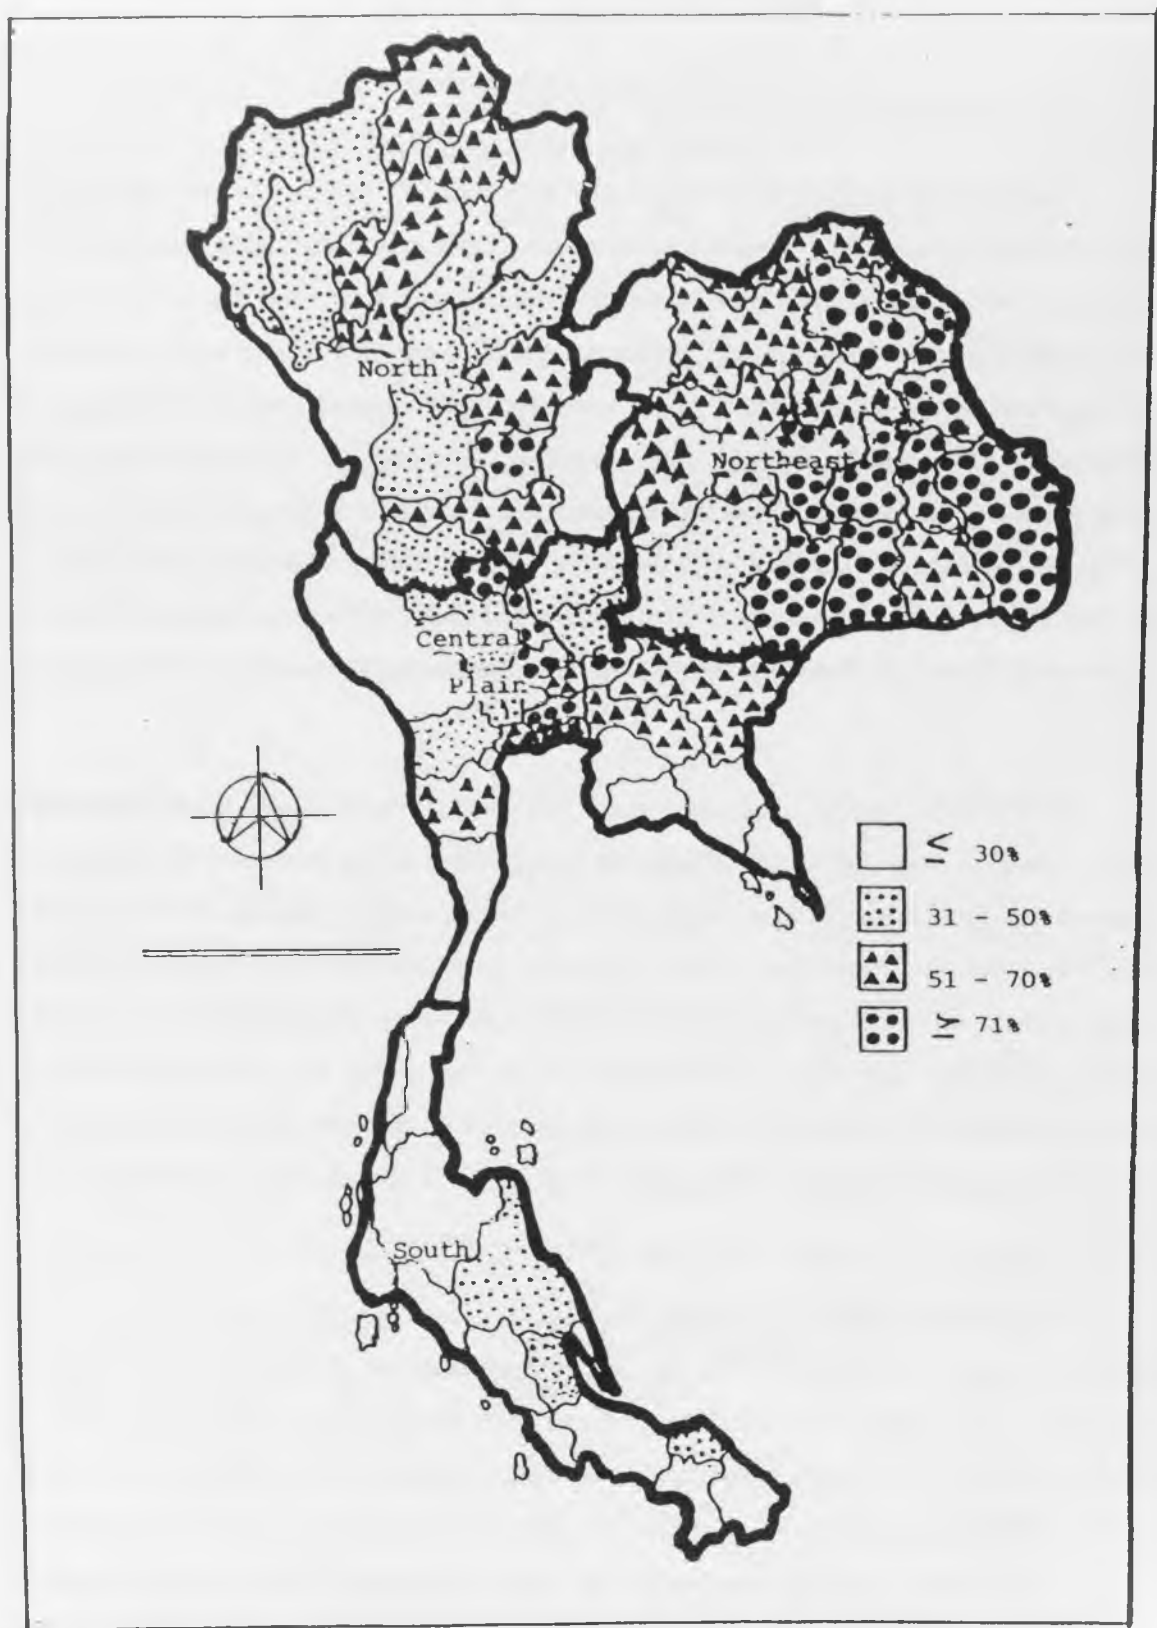 North
Northeast
Central
Plain
≤ 30%
31 - 50%
51 - 70%
≥ 71%
South